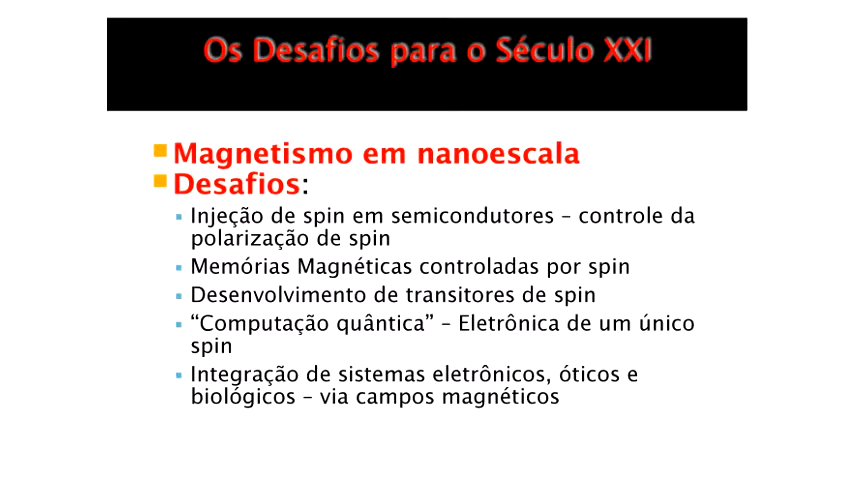 Os Desafios para o Século XXI
Magnetismo em nanoescala
Desafios:
Injeção de spin em semicondutores – controle da
polarização de spin
Memórias Magnéticas controladas por spin
Desenvolvimento de transitores de spin
“Computação quântica” – Eletrônica de um único
spin
Integração de sistemas eletrônicos, óticos e
biológicos – via campos magnéticos